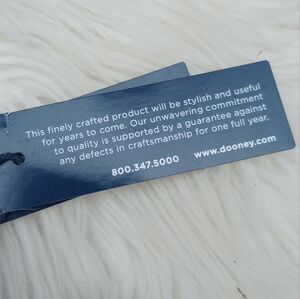 This finely crafted product will be stylish and useful
for years to come. Our unwavering commitment
to quality is supported by a guarantee against
any defects in craftsmanship for one full year.
800.347.5000 www.dooney.com